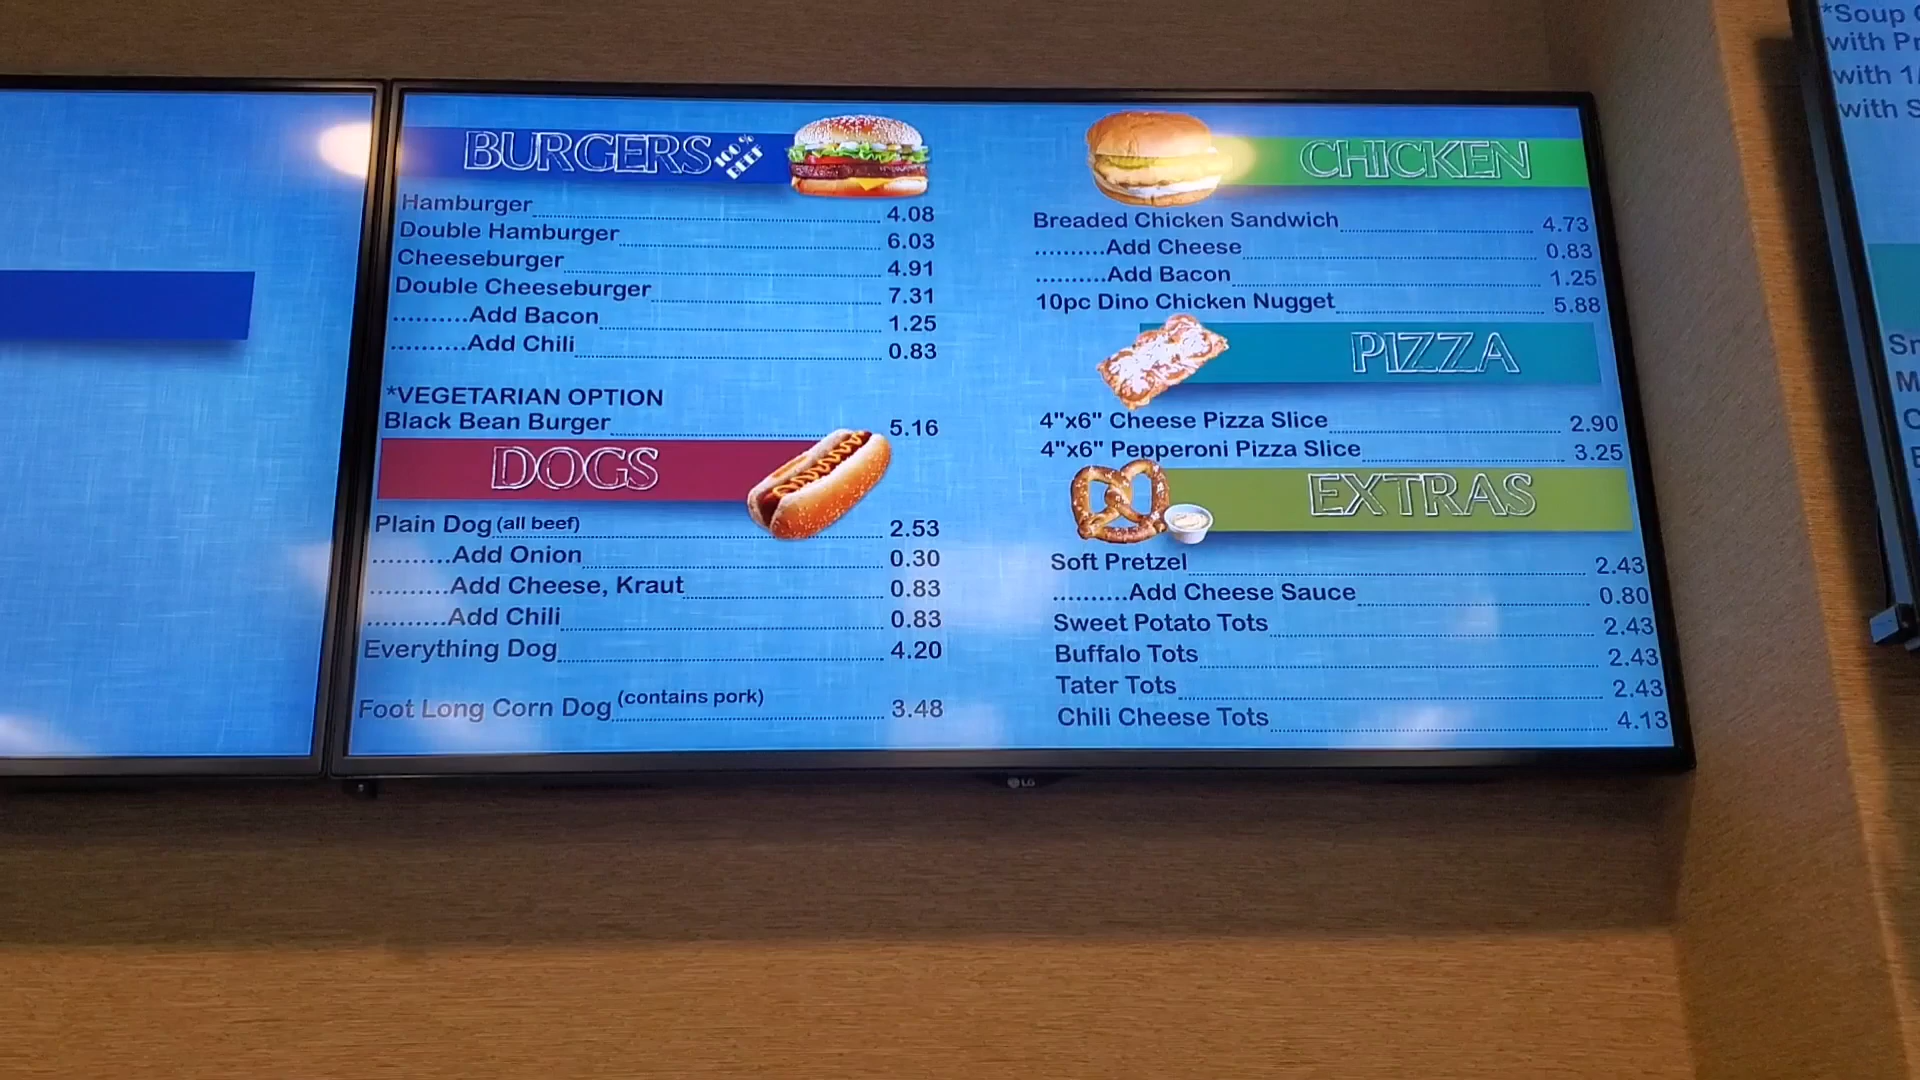 BURGERS 100% BEEF
Hamburger 4.08
Double Hamburger 6.03
Cheeseburger 4.91
Double Cheeseburger 7.31
..........Add Bacon 1.25
..........Add Chili 0.83
*VEGETARIAN OPTION
Black Bean Burger 5.16
DOGS
Plain Dog (all beef) 2.53
..........Add Onion 0.30
..........Add Cheese, Kraut 0.83
..........Add Chili 0.83
Everything Dog 4.20
Foot Long Corn Dog (contains pork) 3.48
CHICKEN
Breaded Chicken Sandwich 4.73
..........Add Cheese 0.83
..........Add Bacon 1.25
10pc Dino Chicken Nugget 5.88
PIZZA
4"x6" Cheese Pizza Slice 2.90
4"x6" Pepperoni Pizza Slice 3.25
EXTRAS
Soft Pretzel 2.43
..........Add Cheese Sauce 0.80
Sweet Potato Tots 2.43
Buffalo Tots 2.43
Tater Tots 2.43
Chili Cheese Tots 4.13
LG
*Soup
with
with
with